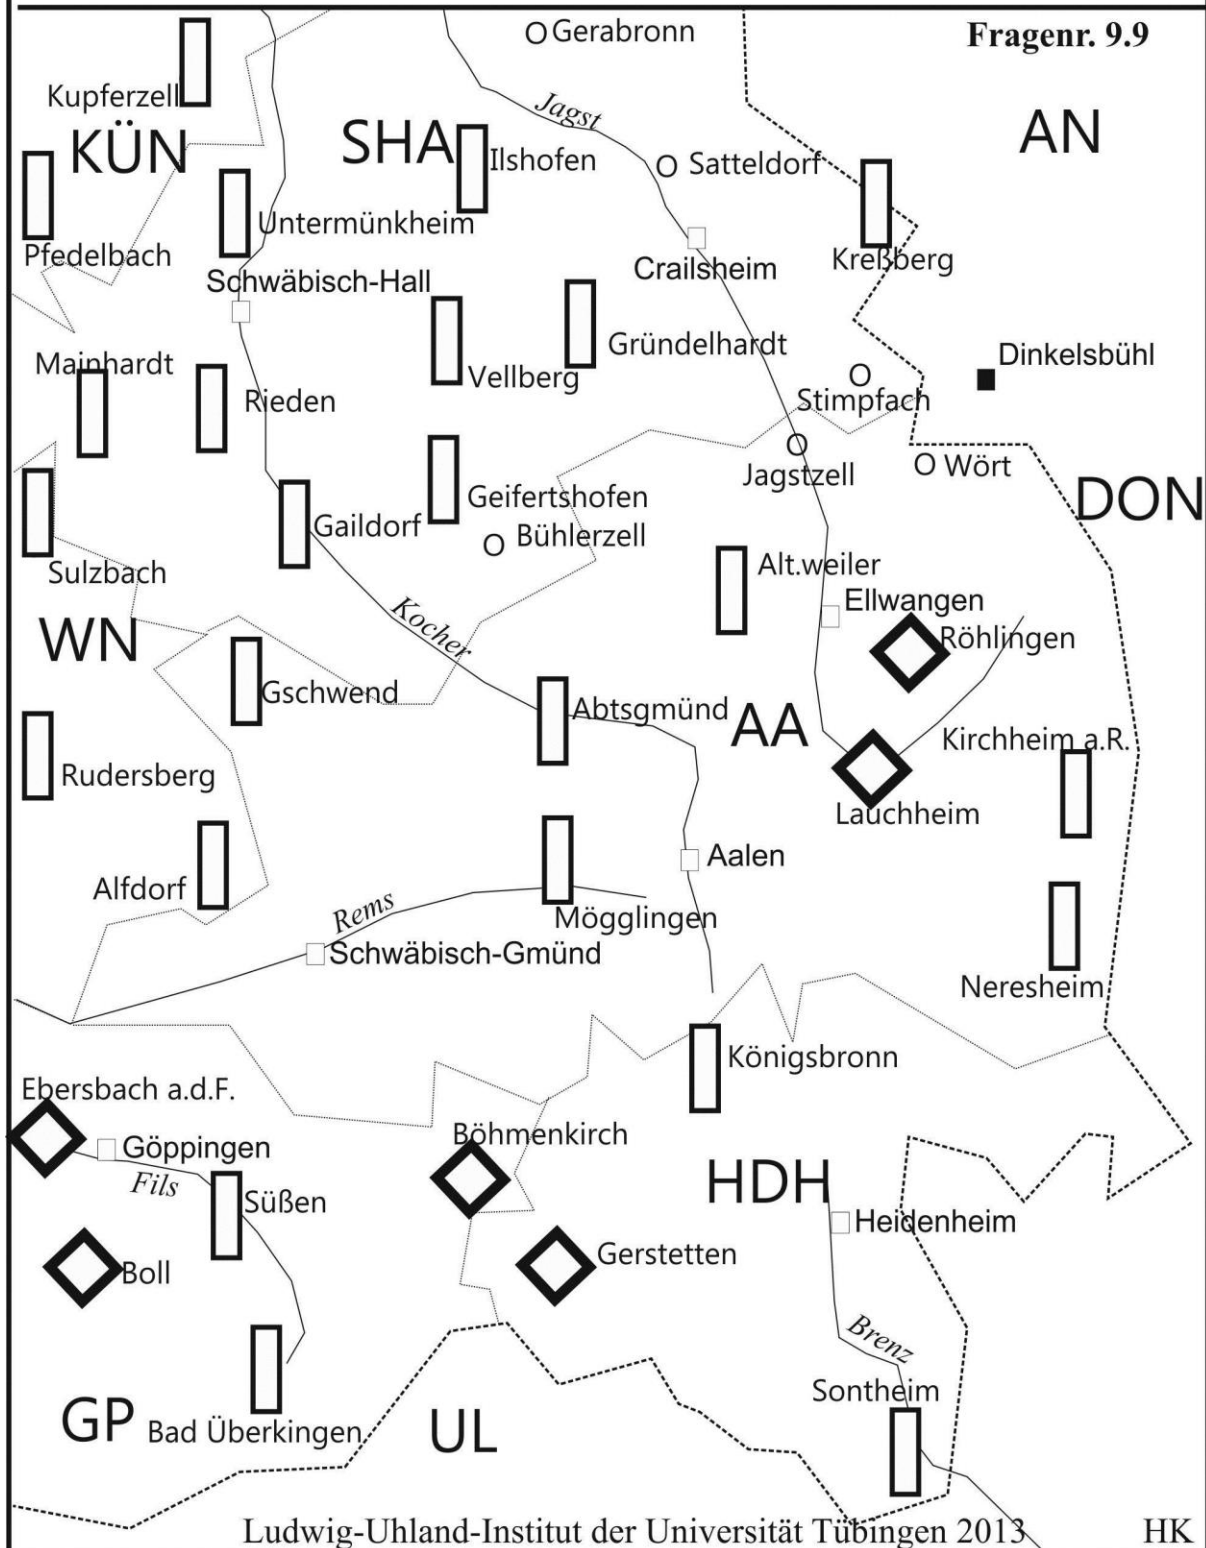 Gerabronn
Fragenr. 9.9
Kupferzell
Jagst
AN
KÜN
SHA
Ilshofen
Satteldorf
Untermünkheim
Pfedelbach
Crailsheim
Kreßberg
Schwäbisch-Hall
Gründelhardt
Dinkelsbühl
Mainhardt
Vellberg
Rieden
Stimpfach
Jagstzell
Wört
Geifertshofen
DON
Gaildorf
Bühlerzell
Sulzbach
Alt.weiler
Ellwangen
Kocher
WN
Röhlingen
Gschwend
Abtsgmünd
AA
Kirchheim a.R.
Rudersberg
Lauchheim
Aalen
Alfdorf
Rems
Mögglingen
Schwäbisch-Gmünd
Neresheim
Königsbronn
Ebersbach a.d.F.
Böhmenkirch
Göppingen
Fils
HDH
Süßen
Heidenheim
Gerstetten
Boll
Brenz
Sontheim
GP
Bad Überkingen
UL
Ludwig-Uhland-Institut der Universität Tübingen 2013
HK